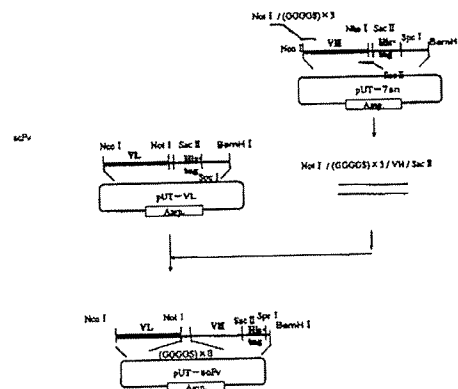 Not I / (GGGGS)×3
Nhe I Sac II
Nco I VH His Spe I BamH I
tag
Sac II
pUT-7an
Amp.
scFv
Nco I Not I Sac II BamH I
VL His
tag
Spe I
pUT-VL
Amp.
Not I / (GGGGS)×3 / VH / Sac II
Nco I VL Not I VH Sac II Spe I BamH I
His
tag
(GGGGS)×3
pUT-scFv
Amp.